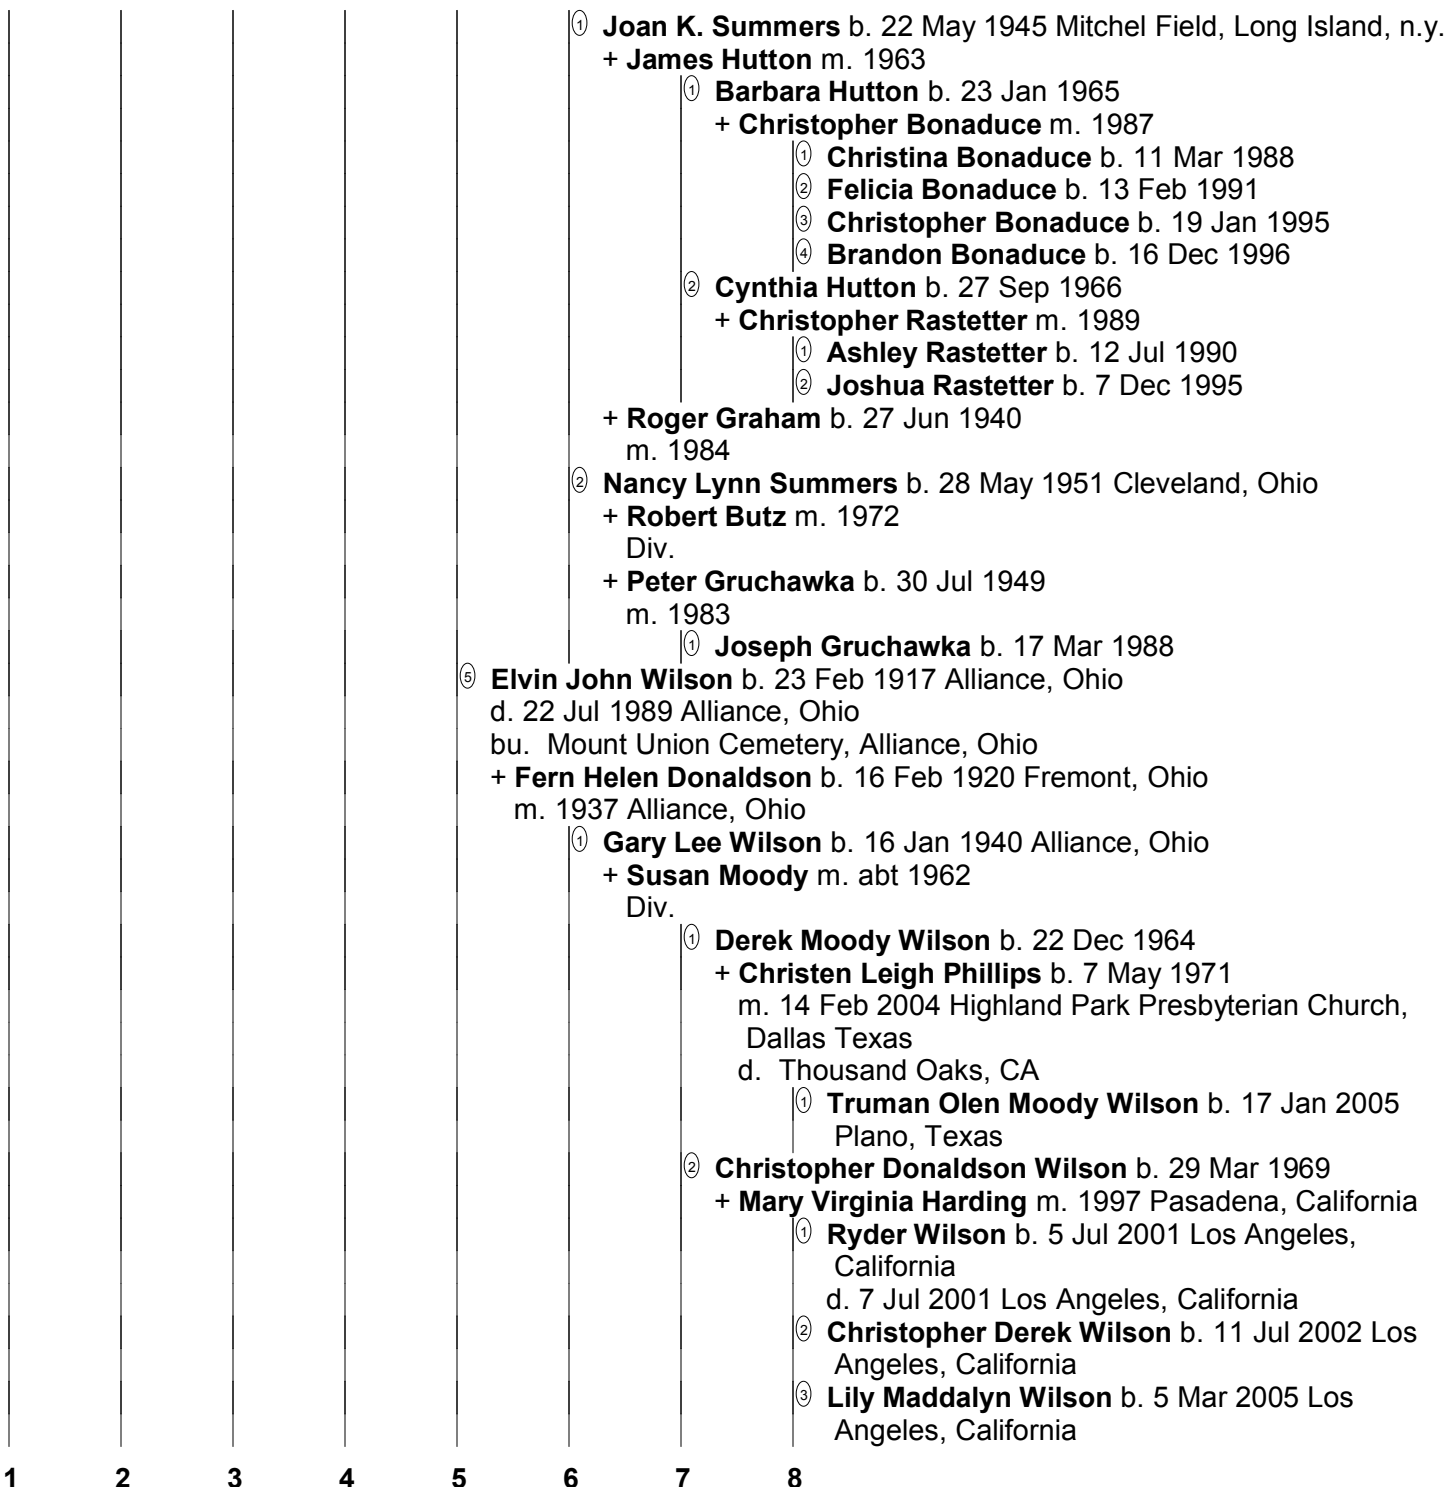 ① Joan K. Summers b. 22 May 1945 Mitchel Field, Long Island, n.y.
+ James Hutton m. 1963
① Barbara Hutton b. 23 Jan 1965
+ Christopher Bonaduce m. 1987
① Christina Bonaduce b. 11 Mar 1988
② Felicia Bonaduce b. 13 Feb 1991
③ Christopher Bonaduce b. 19 Jan 1995
④ Brandon Bonaduce b. 16 Dec 1996
② Cynthia Hutton b. 27 Sep 1966
+ Christopher Rastetter m. 1989
① Ashley Rastetter b. 12 Jul 1990
② Joshua Rastetter b. 7 Dec 1995
+ Roger Graham b. 27 Jun 1940
m. 1984
② Nancy Lynn Summers b. 28 May 1951 Cleveland, Ohio
+ Robert Butz m. 1972
Div.
+ Peter Gruchawka b. 30 Jul 1949
m. 1983
① Joseph Gruchawka b. 17 Mar 1988
⑤ Elvin John Wilson b. 23 Feb 1917 Alliance, Ohio
d. 22 Jul 1989 Alliance, Ohio
bu. Mount Union Cemetery, Alliance, Ohio
+ Fern Helen Donaldson b. 16 Feb 1920 Fremont, Ohio
m. 1937 Alliance, Ohio
① Gary Lee Wilson b. 16 Jan 1940 Alliance, Ohio
+ Susan Moody m. abt 1962
Div.
① Derek Moody Wilson b. 22 Dec 1964
+ Christen Leigh Phillips b. 7 May 1971
m. 14 Feb 2004 Highland Park Presbyterian Church,
Dallas Texas
d. Thousand Oaks, CA
① Truman Olen Moody Wilson b. 17 Jan 2005
Plano, Texas
② Christopher Donaldson Wilson b. 29 Mar 1969
+ Mary Virginia Harding m. 1997 Pasadena, California
① Ryder Wilson b. 5 Jul 2001 Los Angeles,
California
d. 7 Jul 2001 Los Angeles, California
② Christopher Derek Wilson b. 11 Jul 2002 Los
Angeles, California
③ Lily Maddalyn Wilson b. 5 Mar 2005 Los
Angeles, California
1 2 3 4 5 6 7 8